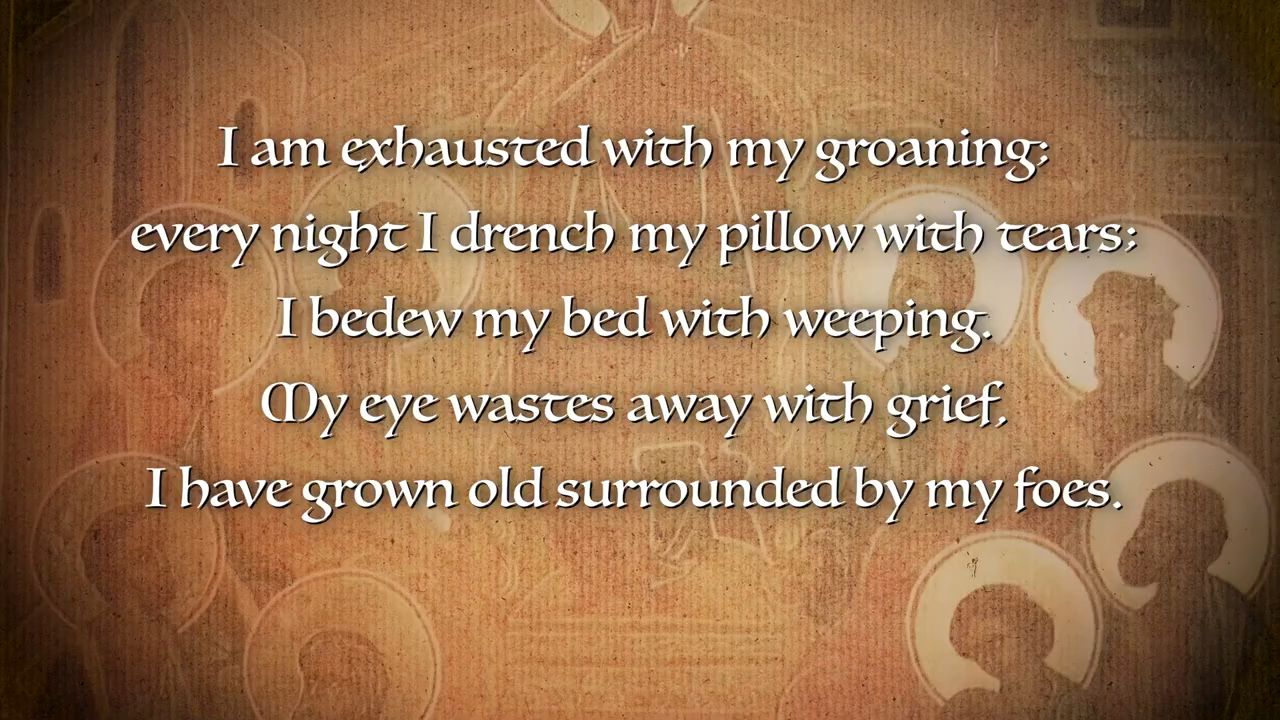 I am exhausted with my groaning;
every night I drench my pillow with tears;
I bedew my bed with weeping.
My eye wastes away with grief,
I have grown old surrounded by my foes.